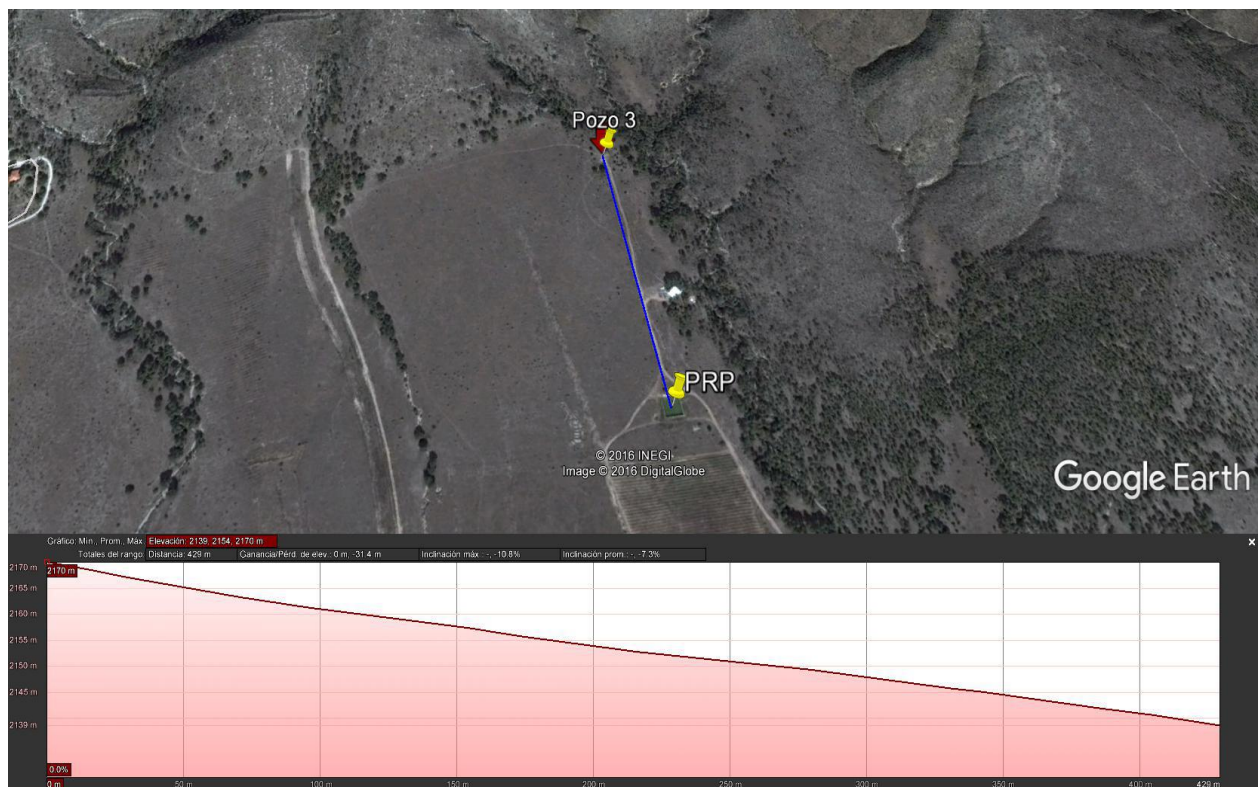 Pozo 3
PRP
© 2016 INEGI
Image © 2016 DigitalGlobe
Google Earth
Gráfico: Mín., Prom., Máx. Elevación: 2139, 2154, 2170 m
Totales del rango: Distancia: 429 m Ganancia/Pérd. de elev.: 0 m, -31.4 m Inclinación máx.: -, -10.8% Inclinación prom.: -, -7.3%
2170 m
2170 m
2165 m
2160 m
2155 m
2150 m
2145 m
2139 m
0.0%
0 m 50 m 100 m 150 m 200 m 250 m 300 m 350 m 400 m 429 m